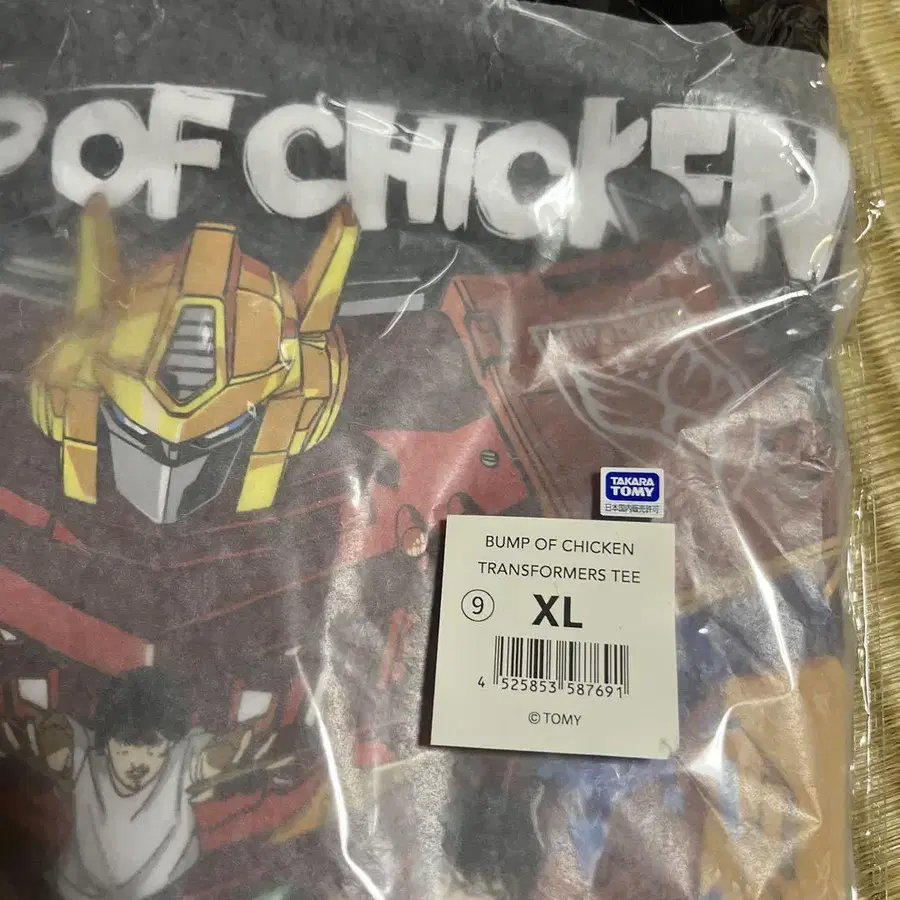 P OF CHICKEN
TAKARA
TOMY
日本国内販売許可
BUMP OF CHICKEN
TRANSFORMERS TEE
9 XL
4 525853 587691
©TOMY